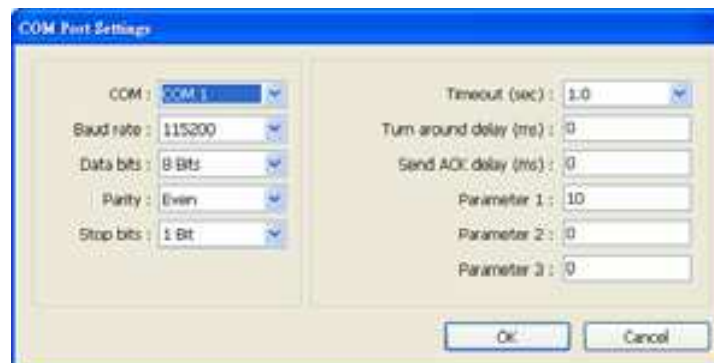 COM Port Settings
COM : COM 1
Baud rate : 115200
Data bits : 8 Bits
Parity : Even
Stop bits : 1 Bit
Timeout (sec) : 1.0
Turn around delay (ms) : 0
Send ACK delay (ms) : 0
Parameter 1 : 10
Parameter 2 : 0
Parameter 3 : 0
OK
Cancel